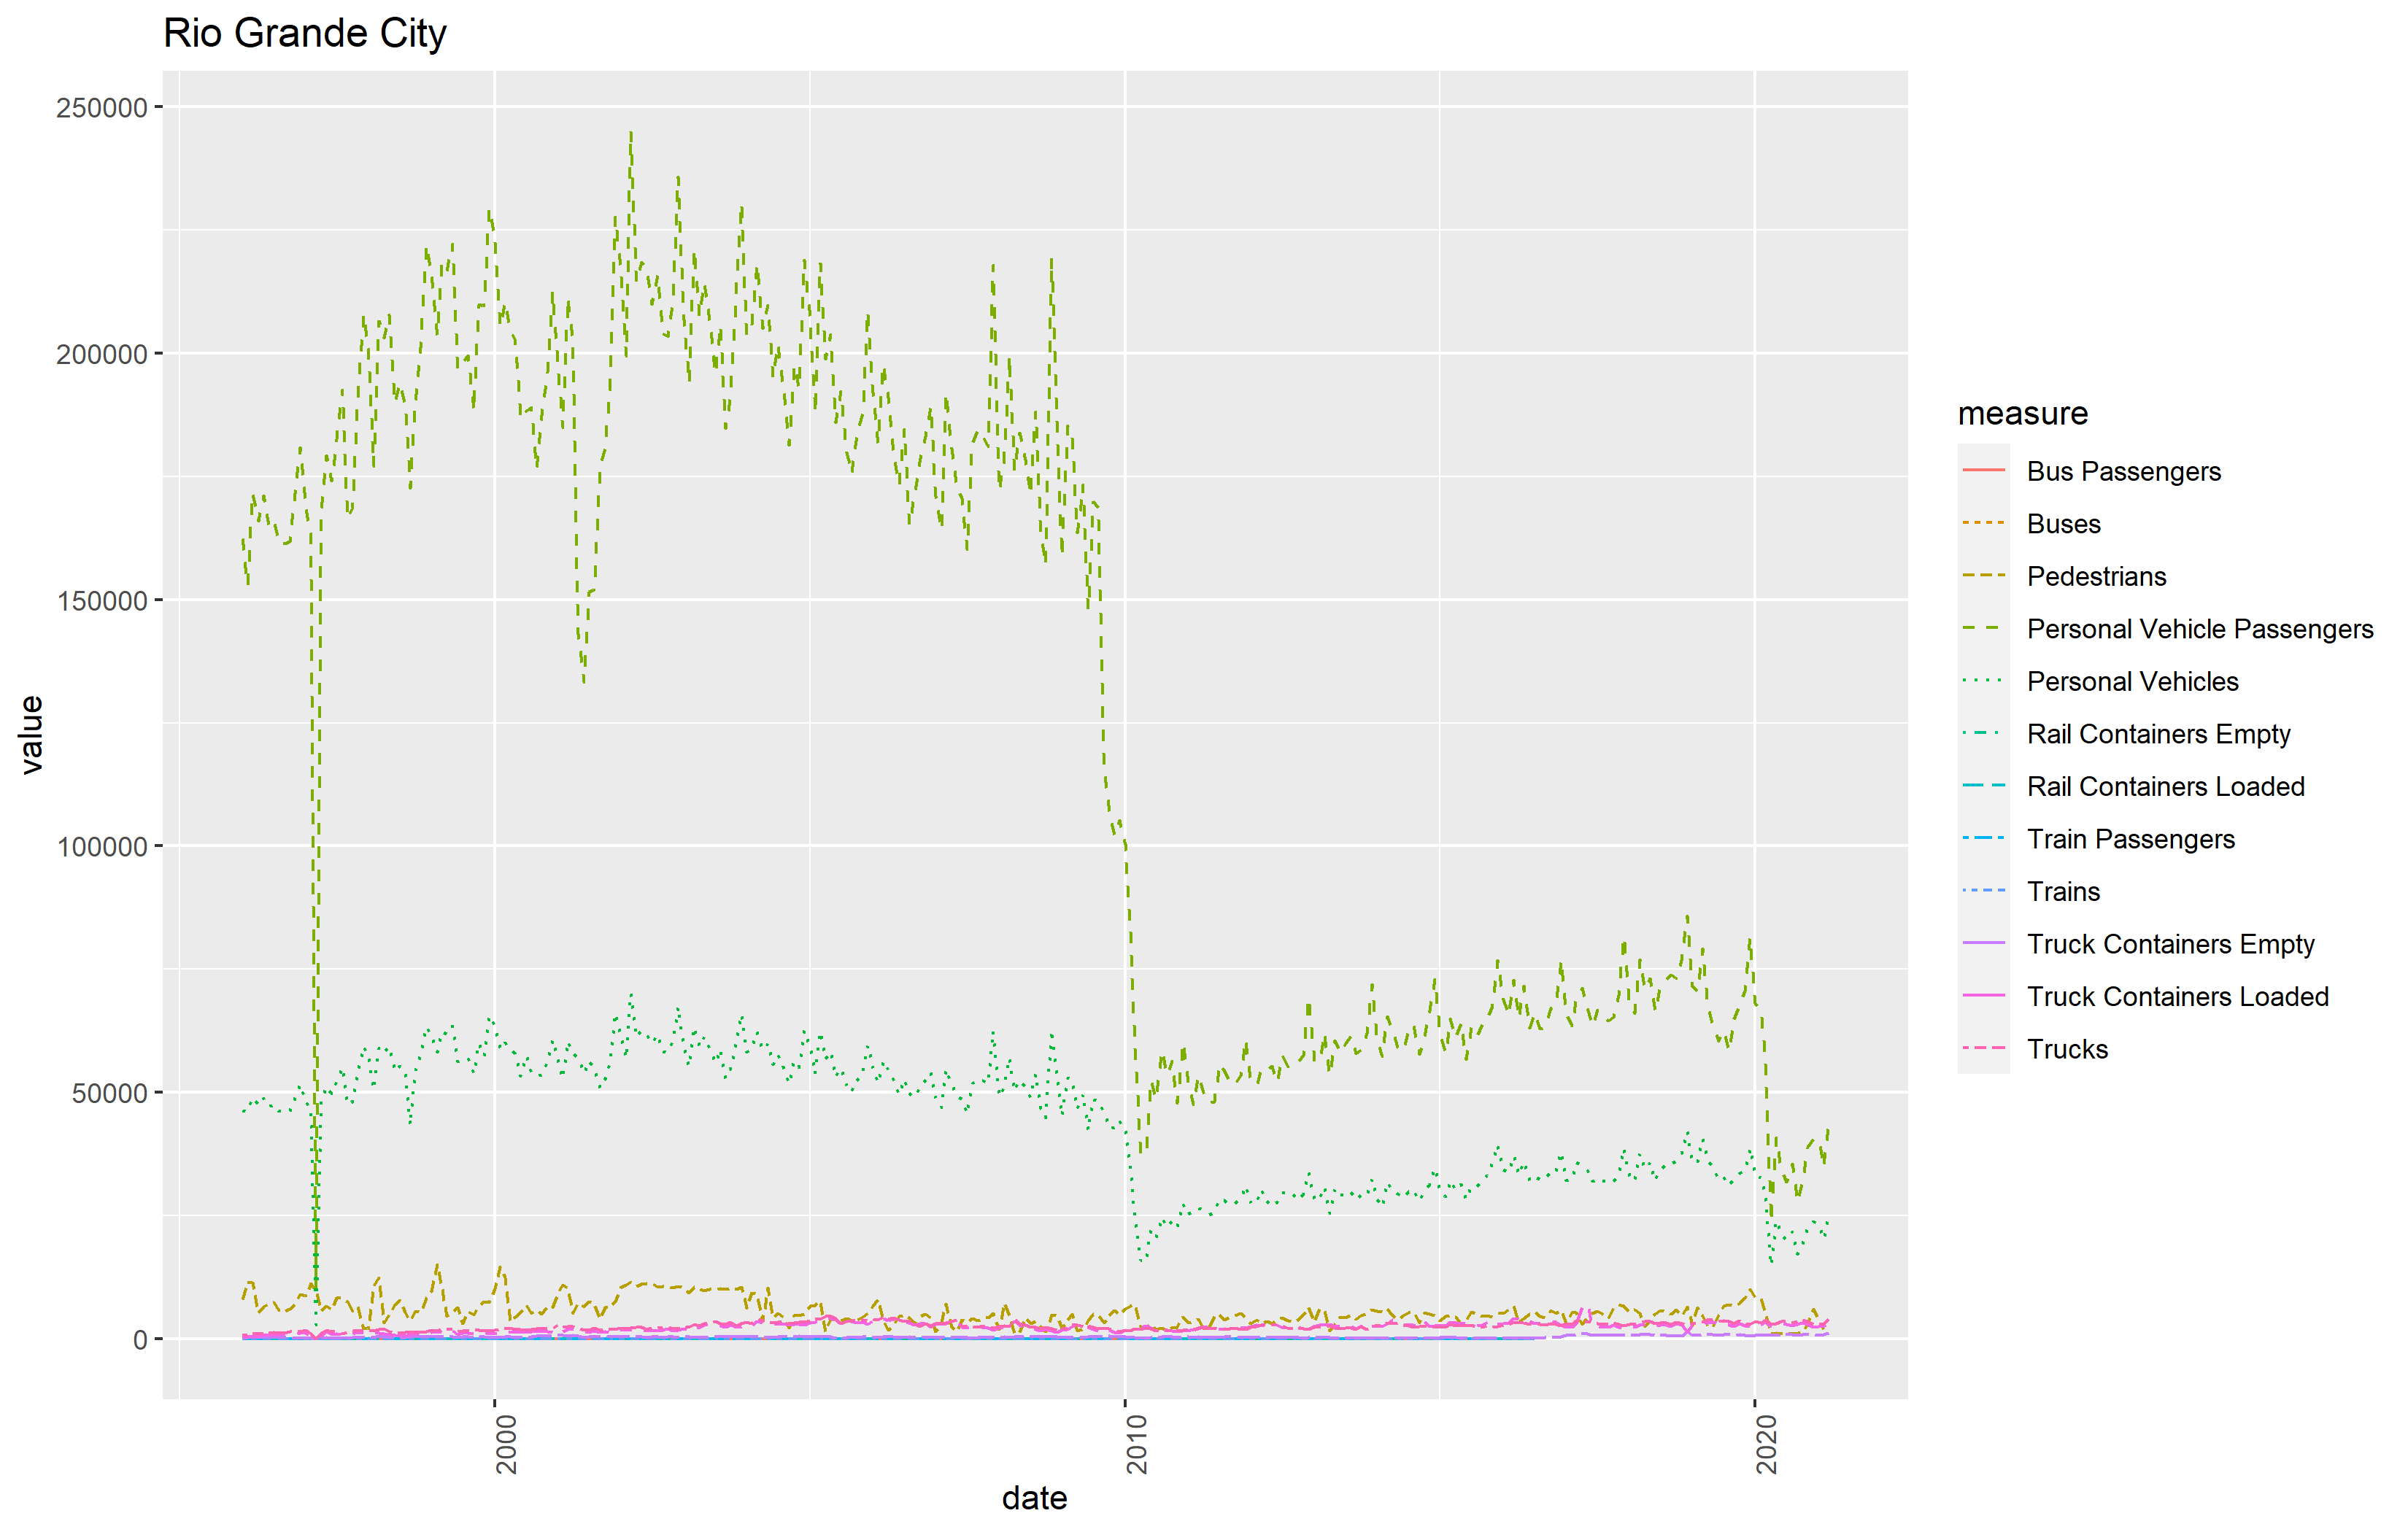 Rio Grande City
250000
200000
150000
100000
50000
0
value
2000
2010
2020
date
measure
Bus Passengers
Buses
Pedestrians
Personal Vehicle Passengers
Personal Vehicles
Rail Containers Empty
Rail Containers Loaded
Train Passengers
Trains
Truck Containers Empty
Truck Containers Loaded
Trucks